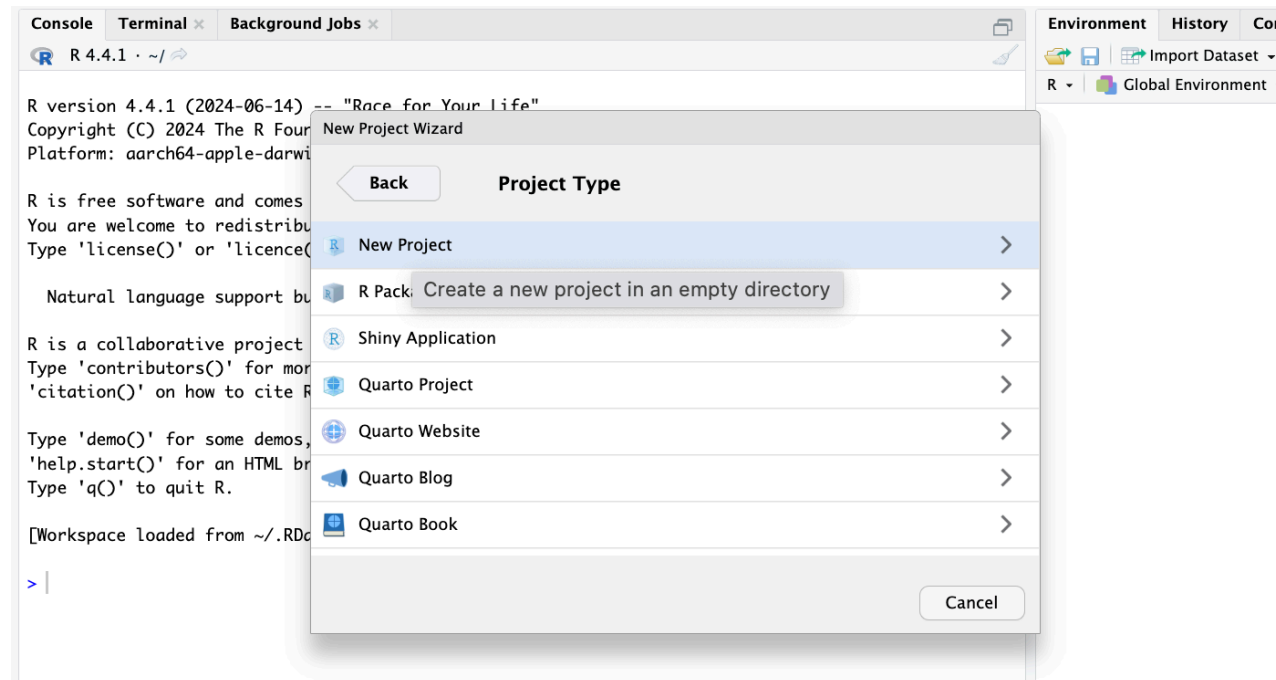 Console Terminal Background Jobs
R 4.4.1 · ~/
R version 4.4.1 (2024-06-14) -- "Race for Your Life"
Copyright (C) 2024 The R Four
Platform: aarch64-apple-darwi
R is free software and comes
You are welcome to redistribu
Type 'license()' or 'licence(
Natural language support bu
R is a collaborative project
Type 'contributors()' for mor
'citation()' on how to cite R
Type 'demo()' for some demos,
'help.start()' for an HTML br
Type 'q()' to quit R.
[Workspace loaded from ~/.RDa
>
New Project Wizard
Back
Project Type
New Project
R Packa
Create a new project in an empty directory
Shiny Application
Quarto Project
Quarto Website
Quarto Blog
Quarto Book
Cancel
Environment History Con
Import Dataset
R Global Environment